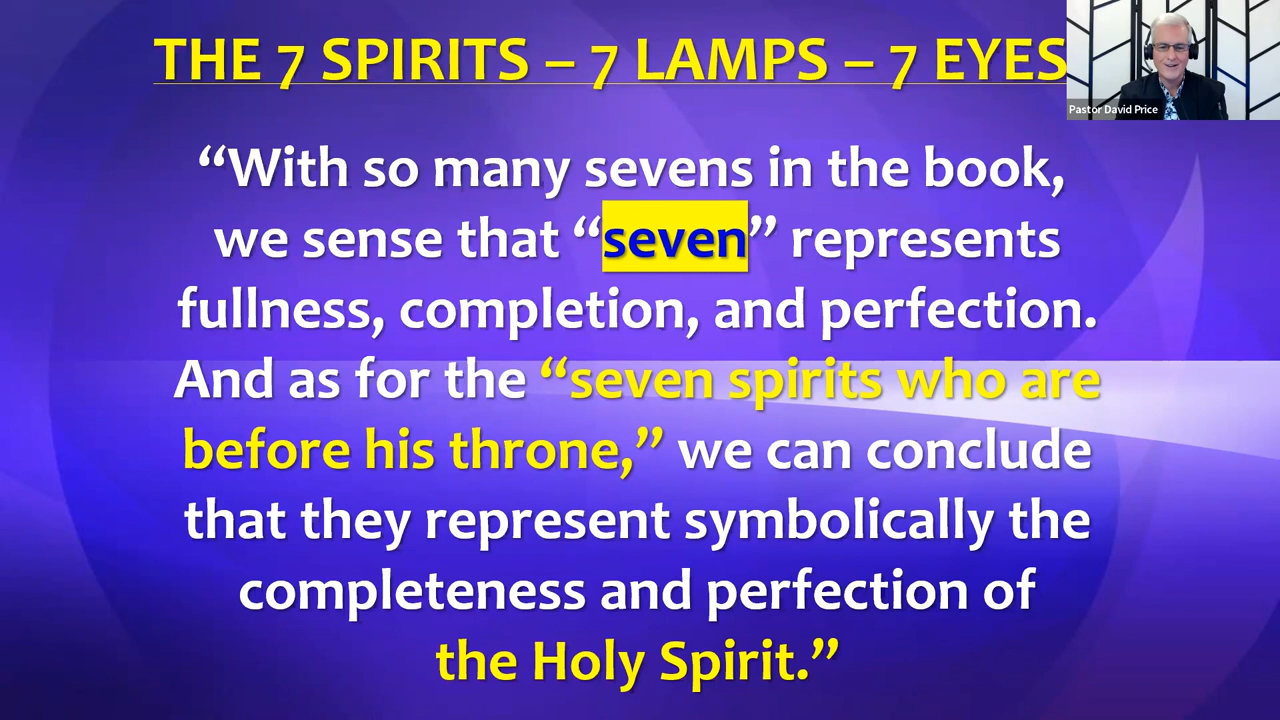 THE 7 SPIRITS – 7 LAMPS – 7 EYES
Pastor David Price
“With so many sevens in the book,
we sense that “seven” represents
fullness, completion, and perfection.
And as for the “seven spirits who are
before his throne,” we can conclude
that they represent symbolically the
completeness and perfection of
the Holy Spirit.”